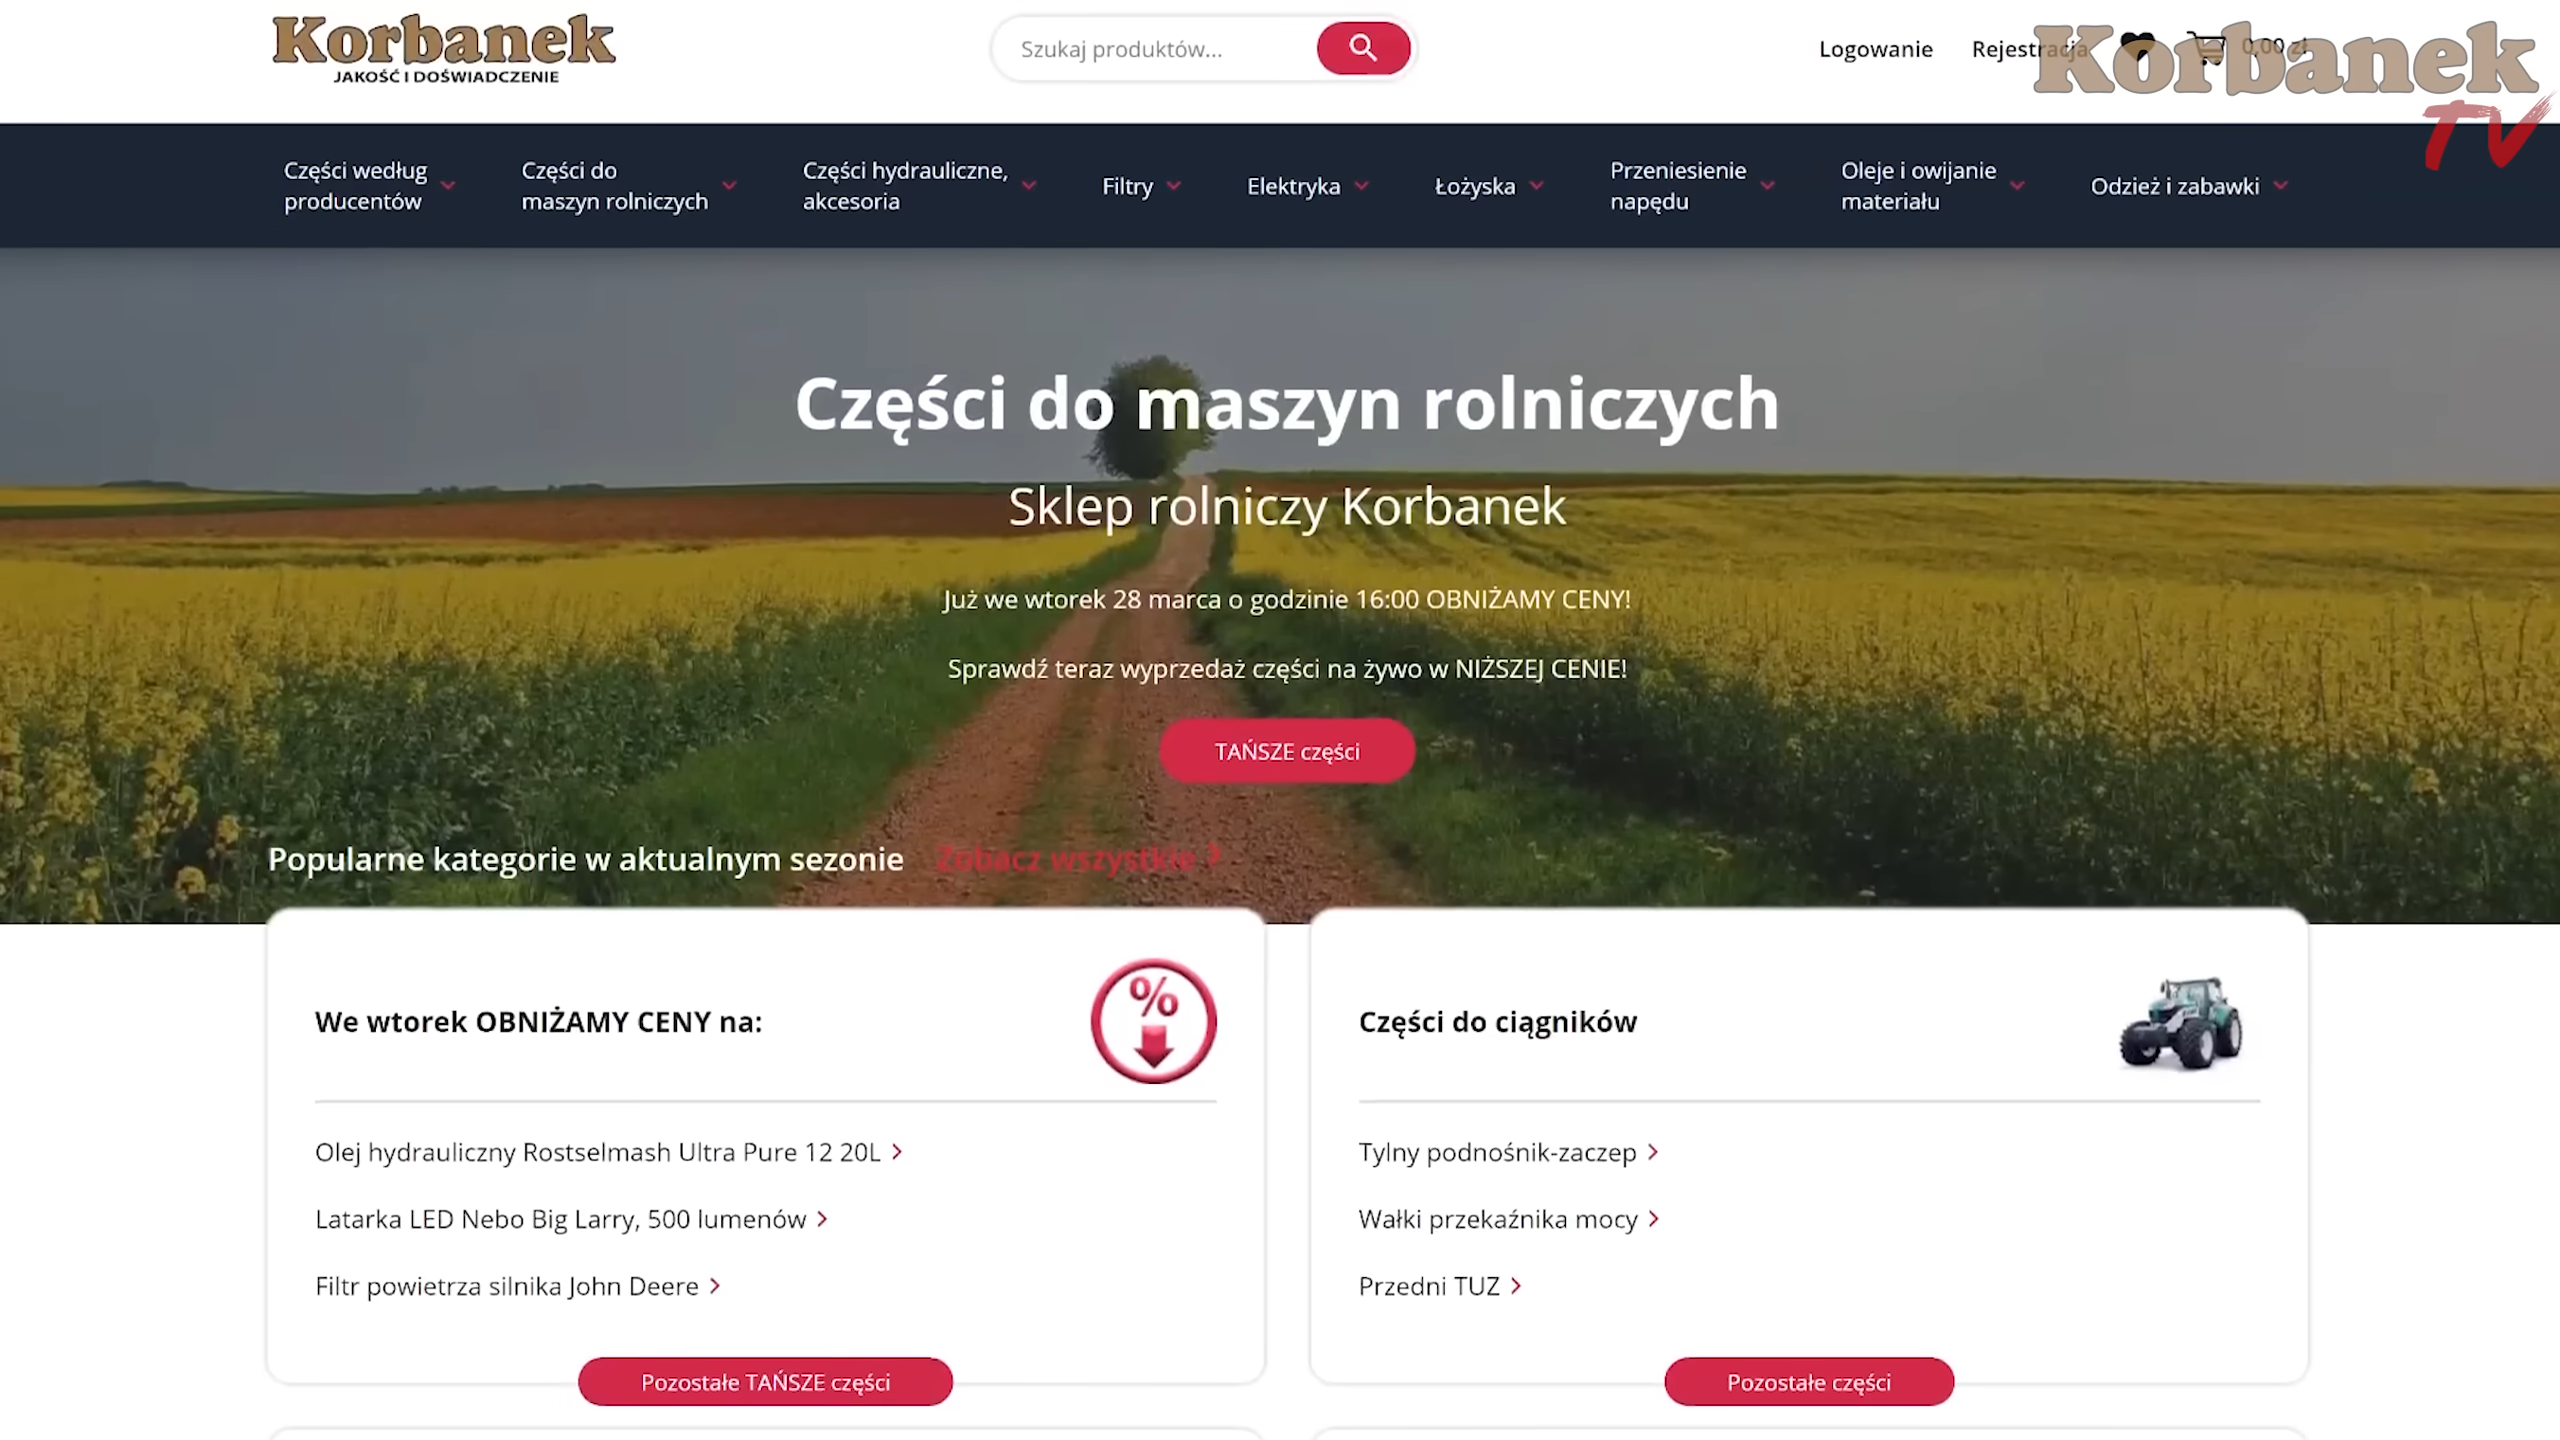 Korbanek
JAKOŚĆ I DOŚWIADCZENIE
Szukaj produktów...
Logowanie
Rejestracja
0,00 zł
Korbanek
TV
Części według
producentów
Części do
maszyn rolniczych
Części hydrauliczne,
akcesoria
Filtry
Elektryka
Łożyska
Przeniesienie
napędu
Oleje i owijanie
materiału
Odzież i zabawki
Części do maszyn rolniczych
Sklep rolniczy Korbanek
Już we wtorek 28 marca o godzinie 16:00 OBNIŻAMY CENY!
Sprawdź teraz wyprzedaż części na żywo w NIŻSZEJ CENIE!
TAŃSZE części
Popularne kategorie w aktualnym sezonie
Zobacz wszystkie
We wtorek OBNIŻAMY CENY na:
%
Olej hydrauliczny Rostselmash Ultra Pure 12 20L
Latarka LED Nebo Big Larry, 500 lumenów
Filtr powietrza silnika John Deere
Pozostałe TAŃSZE części
Części do ciągników
Tylny podnośnik-zaczep
Wałki przekaźnika mocy
Przedni TUZ
Pozostałe części